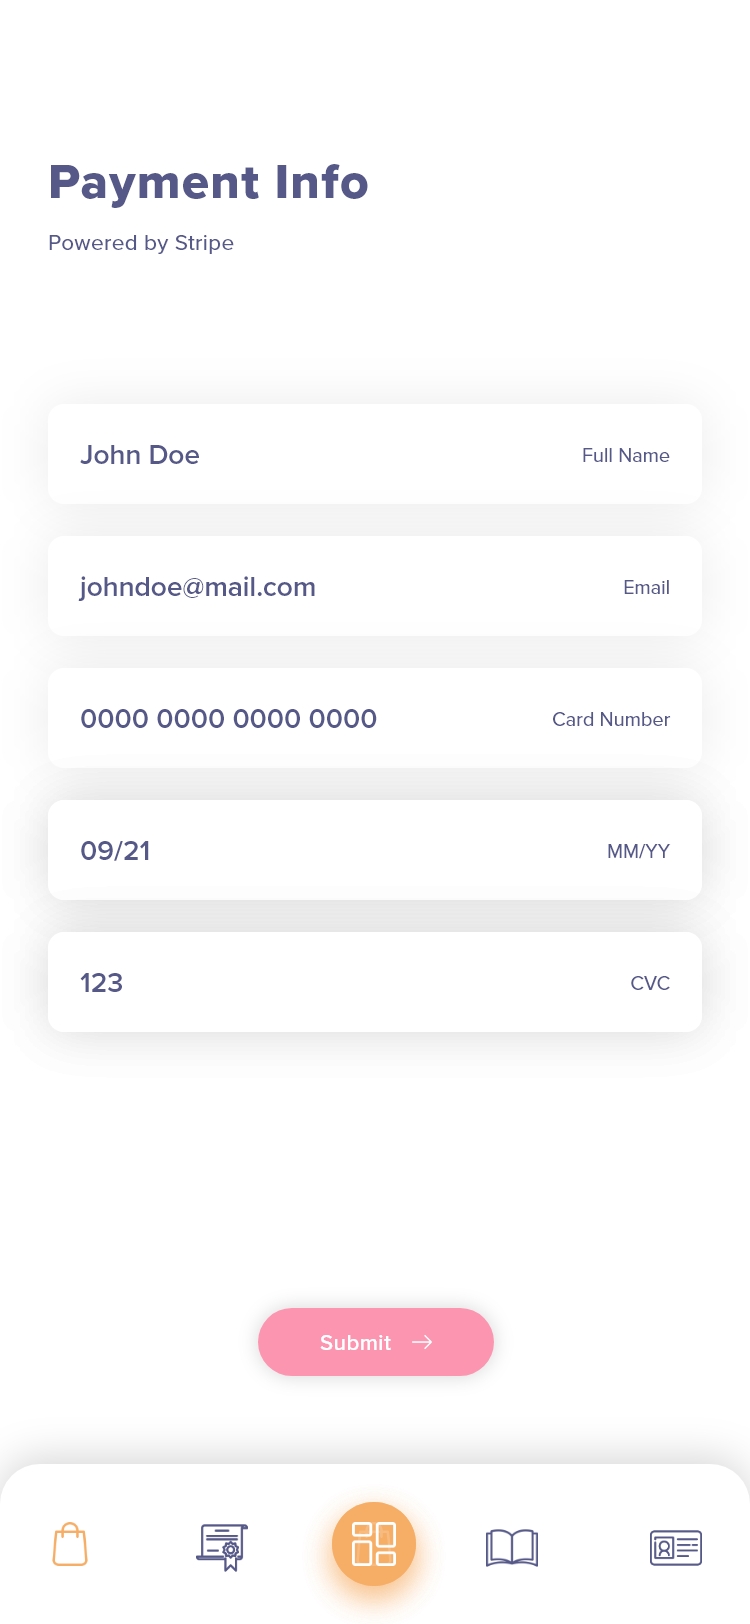 Payment Info
Powered by Stripe
John Doe Full Name
johndoe@mail.com Email
0000 0000 0000 0000 Card Number
09/21 MM/YY
123 CVC
Submit →